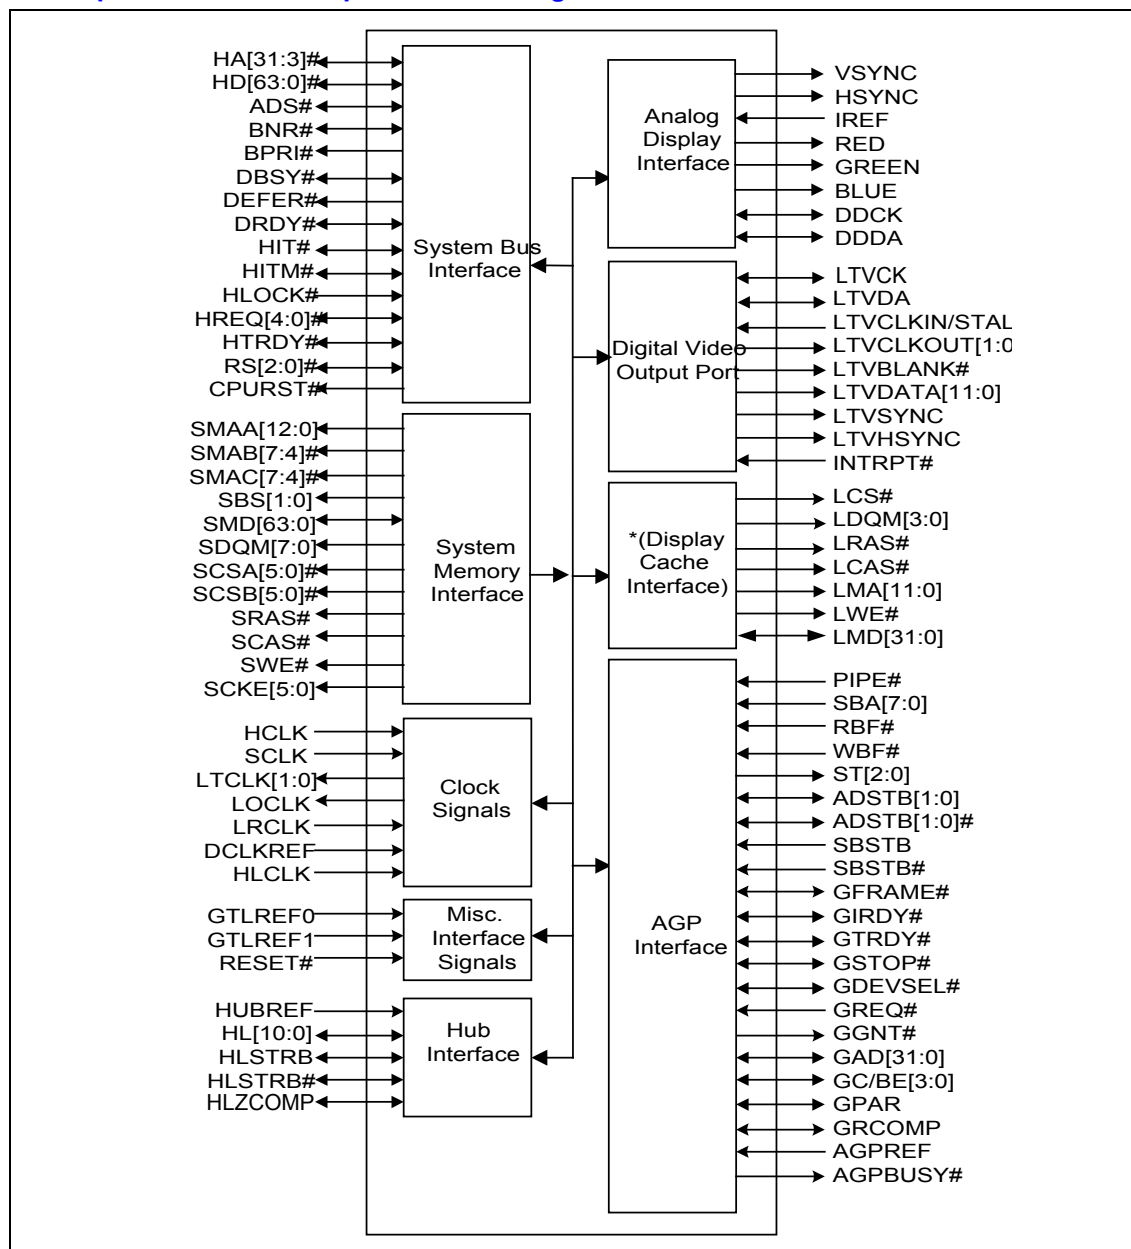 HA[31:3]#
HD[63:0]#
ADS#
BNR#
BPRI#
DBSY#
DEFER#
DRDY#
HIT#
HITM#
HLOCK#
HREQ[4:0]#
HTRDY#
RS[2:0]#
CPURST#
System Bus
Interface
SMAA[12:0]
SMAB[7:4]#
SMAC[7:4]#
SBS[1:0]
SMD[63:0]
SDQM[7:0]
SCSA[5:0]#
SCSB[5:0]#
SRAS#
SCAS#
SWE#
SCKE[5:0]
System
Memory
Interface
HCLK
SCLK
LTCLK[1:0]
LOCLK
LRCLK
DCLKREF
HLCLK
Clock
Signals
GTLREF0
GTLREF1
RESET#
Misc.
Interface
Signals
HUBREF
HL[10:0]
HLSTRB
HLSTRB#
HLZCOMP
Hub
Interface
Analog
Display
Interface
VSYNC
HSYNC
IREF
RED
GREEN
BLUE
DDCK
DDDA
Digital Video
Output Port
LTVCK
LTVDA
LTVCLKIN/STAL
LTVCLKOUT[1:0
LTVBLANK#
LTVDATA[11:0]
LTVSYNC
LTVHSYNC
INTRPT#
*(Display
Cache
Interface)
LCS#
LDQM[3:0]
LRAS#
LCAS#
LMA[11:0]
LWE#
LMD[31:0]
AGP
Interface
PIPE#
SBA[7:0]
RBF#
WBF#
ST[2:0]
ADSTB[1:0]
ADSTB[1:0]#
SBSTB
SBSTB#
GFRAME#
GIRDY#
GTRDY#
GSTOP#
GDEVSEL#
GREQ#
GGNT#
GAD[31:0]
GC/BE[3:0]
GPAR
GRCOMP
AGPREF
AGPBUSY#